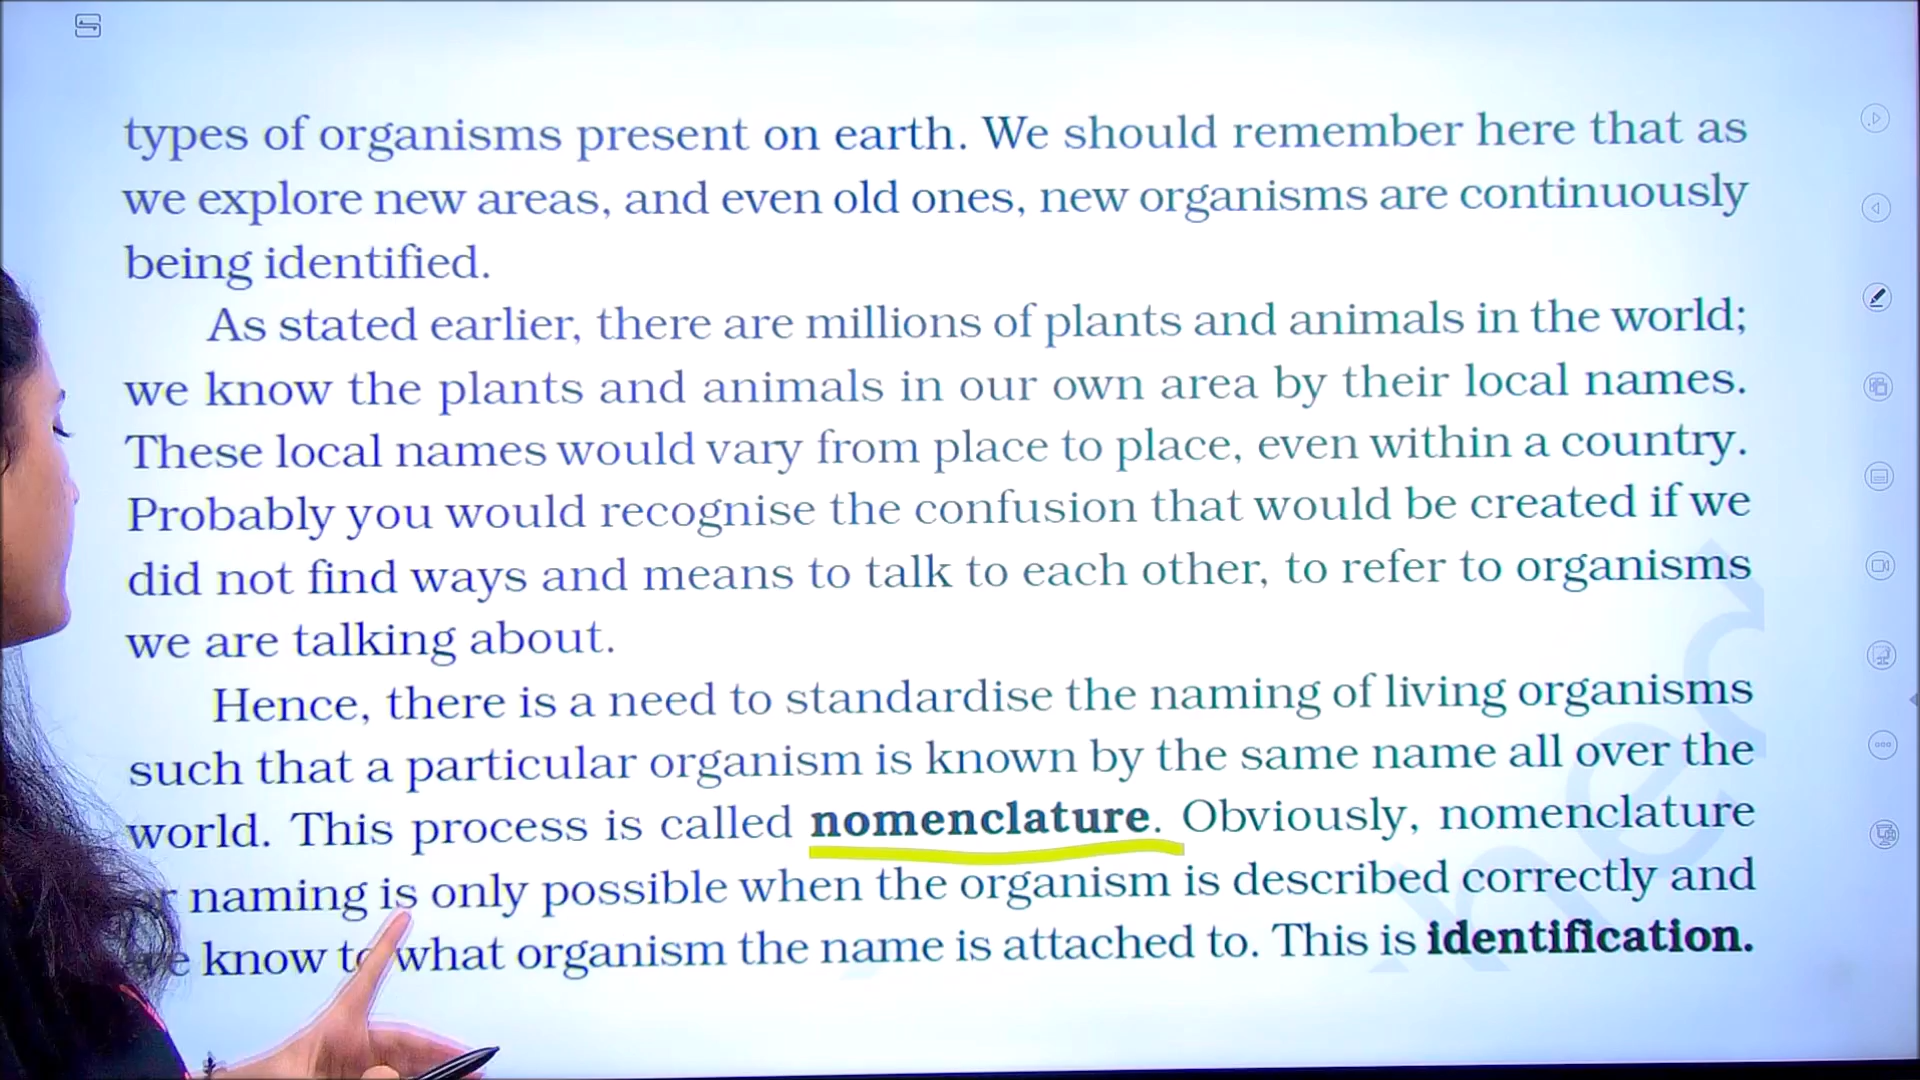 types of organisms present on earth. We should remember here that as
we explore new areas, and even old ones, new organisms are continuously
being identified.
As stated earlier, there are millions of plants and animals in the world;
we know the plants and animals in our own area by their local names.
These local names would vary from place to place, even within a country.
Probably you would recognise the confusion that would be created if we
did not find ways and means to talk to each other, to refer to organisms
we are talking about.
Hence, there is a need to standardise the naming of living organisms
such that a particular organism is known by the same name all over the
world. This process is called nomenclature. Obviously, nomenclature
naming is only possible when the organism is described correctly and
know to what organism the name is attached to. This is identification.